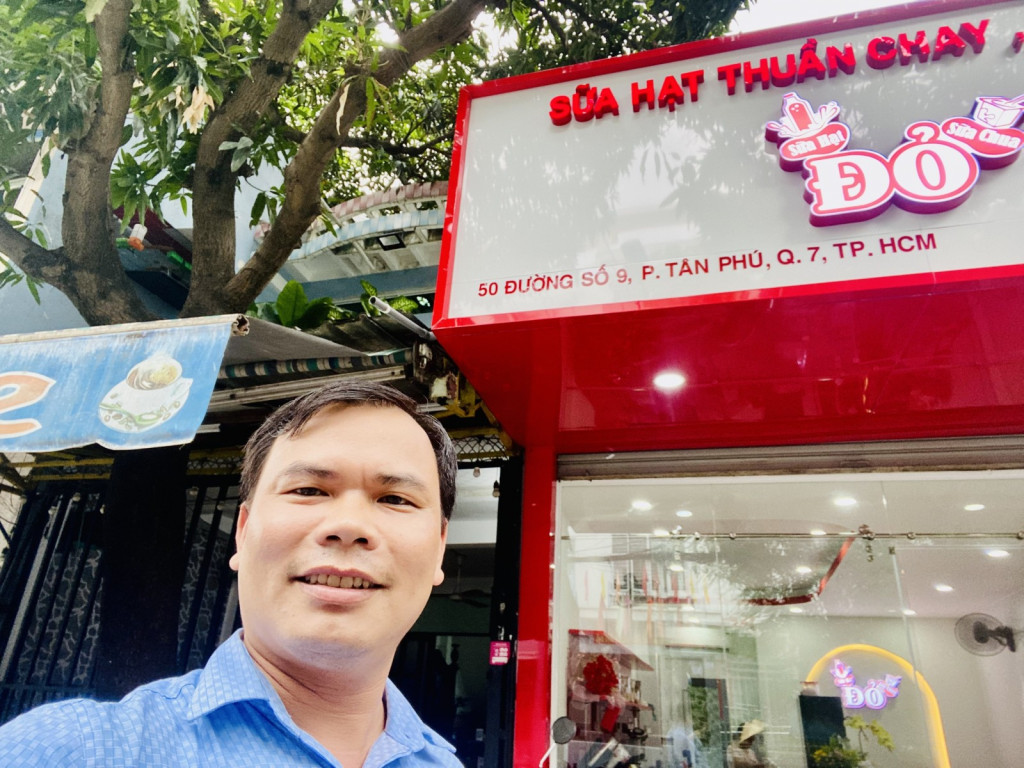 SỮA HẠT THUẦN CHAY
Sữa Hạt
Sữa Chua
ĐỎ
50 ĐƯỜNG SỐ 9, P. TÂN PHÚ, Q. 7, TP. HCM
ĐỎ